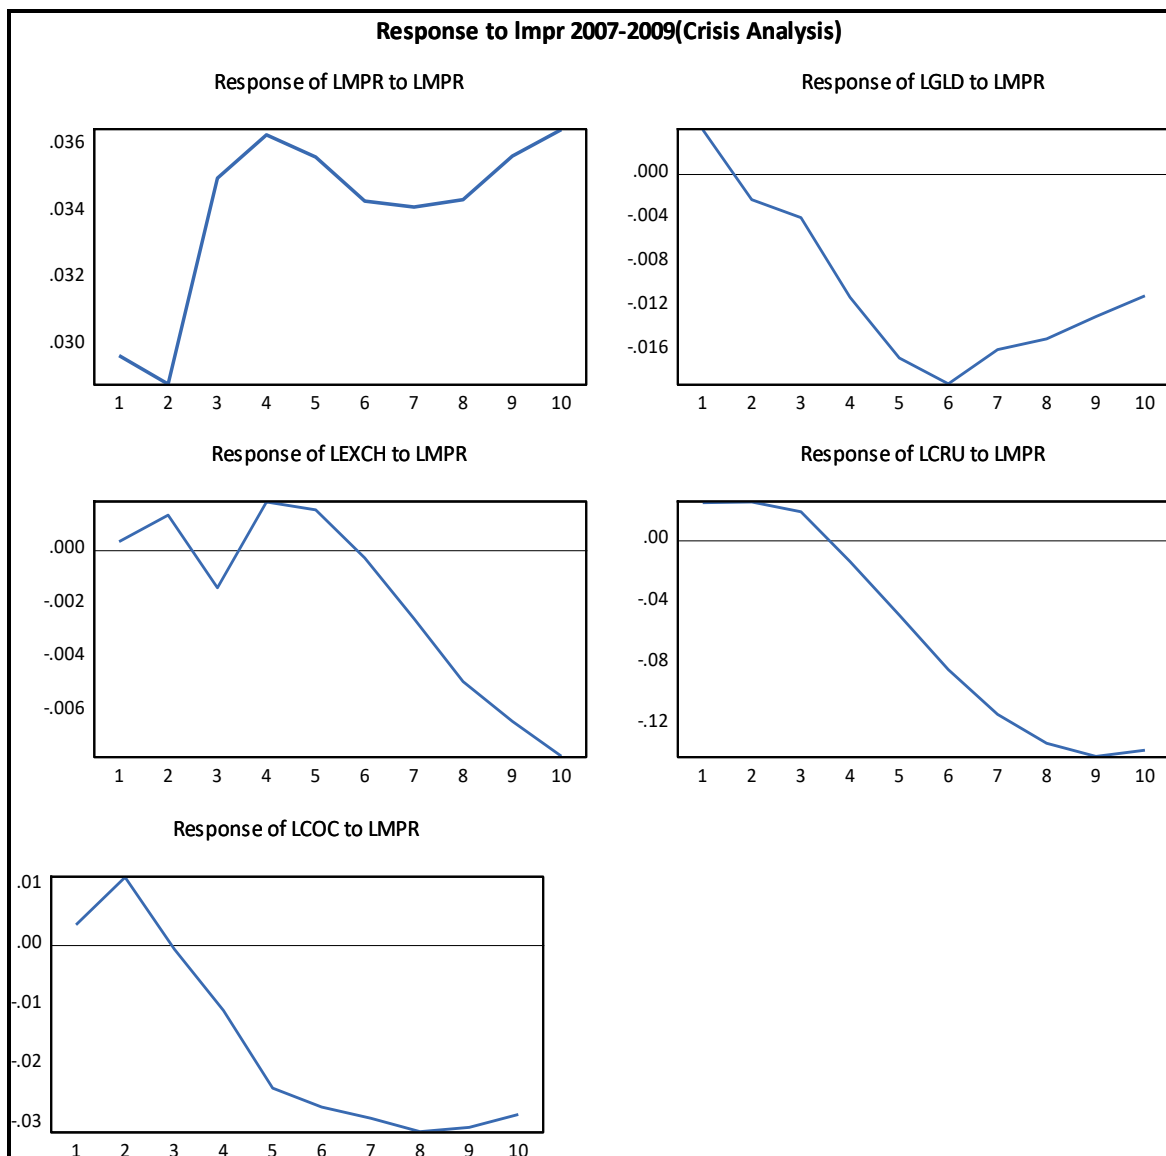 Response to lmpr 2007-2009(Crisis Analysis)
Response of LMPR to LMPR
.036
.034
.032
.030
1 2 3 4 5 6 7 8 9 10
Response of LGLD to LMPR
.000
-.004
-.008
-.012
-.016
1 2 3 4 5 6 7 8 9 10
Response of LEXCH to LMPR
.000
-.002
-.004
-.006
1 2 3 4 5 6 7 8 9 10
Response of LCRU to LMPR
.00
-.04
-.08
-.12
1 2 3 4 5 6 7 8 9 10
Response of LCOC to LMPR
.01
.00
-.01
-.02
-.03
1 2 3 4 5 6 7 8 9 10